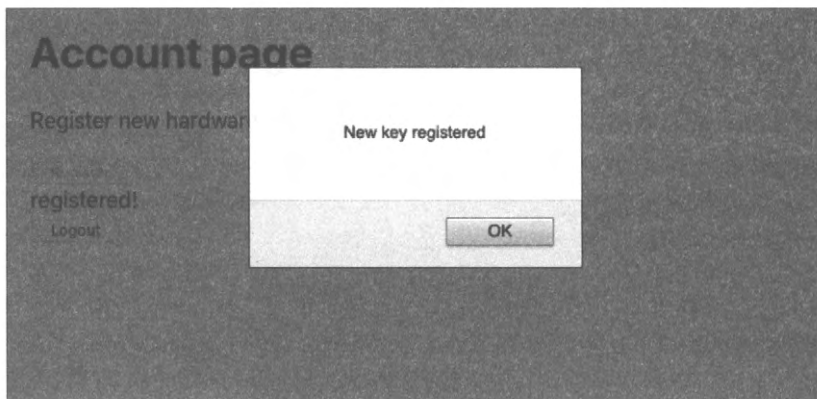 Account page
Register new hardwar
New key registered
registered!
Logout
OK